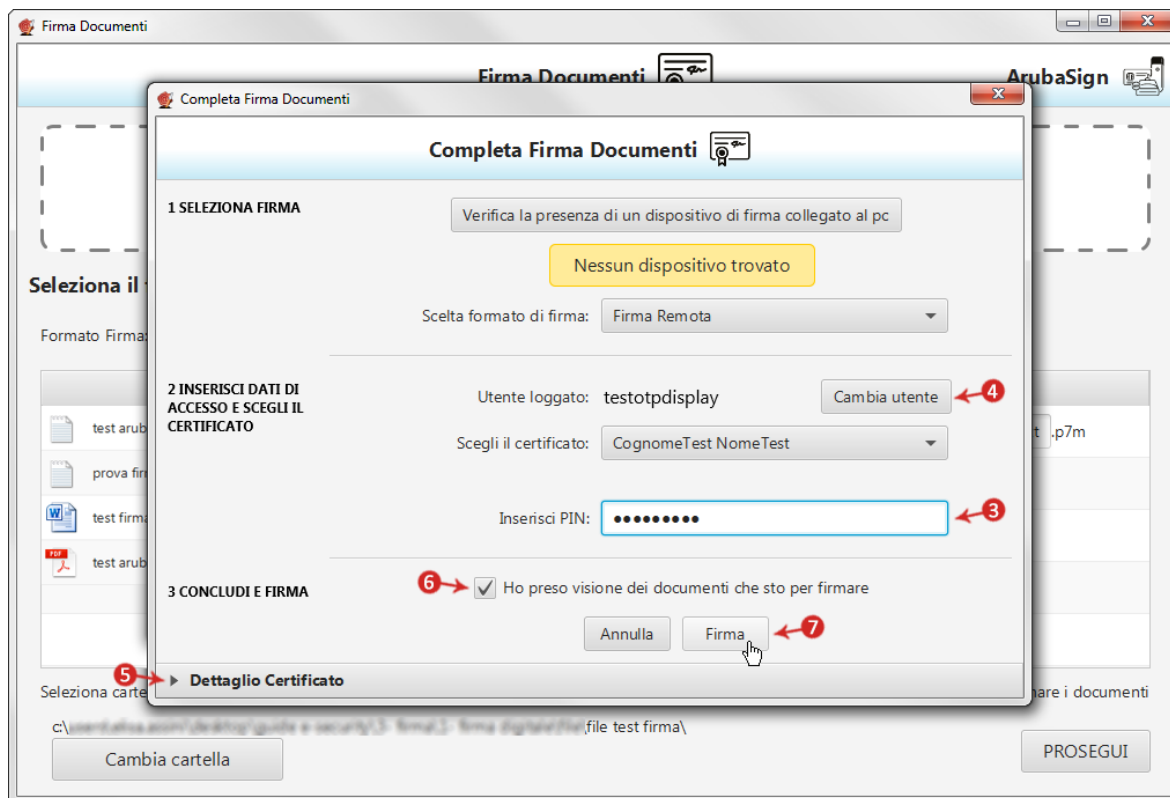 Firma Documenti
Firma Documenti
ArubaSign
Completa Firma Documenti
Completa Firma Documenti
1 SELEZIONA FIRMA
Verifica la presenza di un dispositivo di firma collegato al pc
Nessun dispositivo trovato
Scelta formato di firma: Firma Remota
2 INSERISCI DATI DI
ACCESSO E SCEGLI IL
CERTIFICATO
Utente loggato: testotpdisplay
Cambia utente
4
Scegli il certificato: CognomeTest NomeTest
Inserisci PIN: •••••••••
3
3 CONCLUDI E FIRMA
6
Ho preso visione dei documenti che sto per firmare
Annulla
Firma
7
5
Dettaglio Certificato
Seleziona il
Formato Firma:
test arub
.p7m
prova fir
test firma
test arub
Seleziona carte
nare i documenti
c:\
\file test firma\
Cambia cartella
PROSEGUI